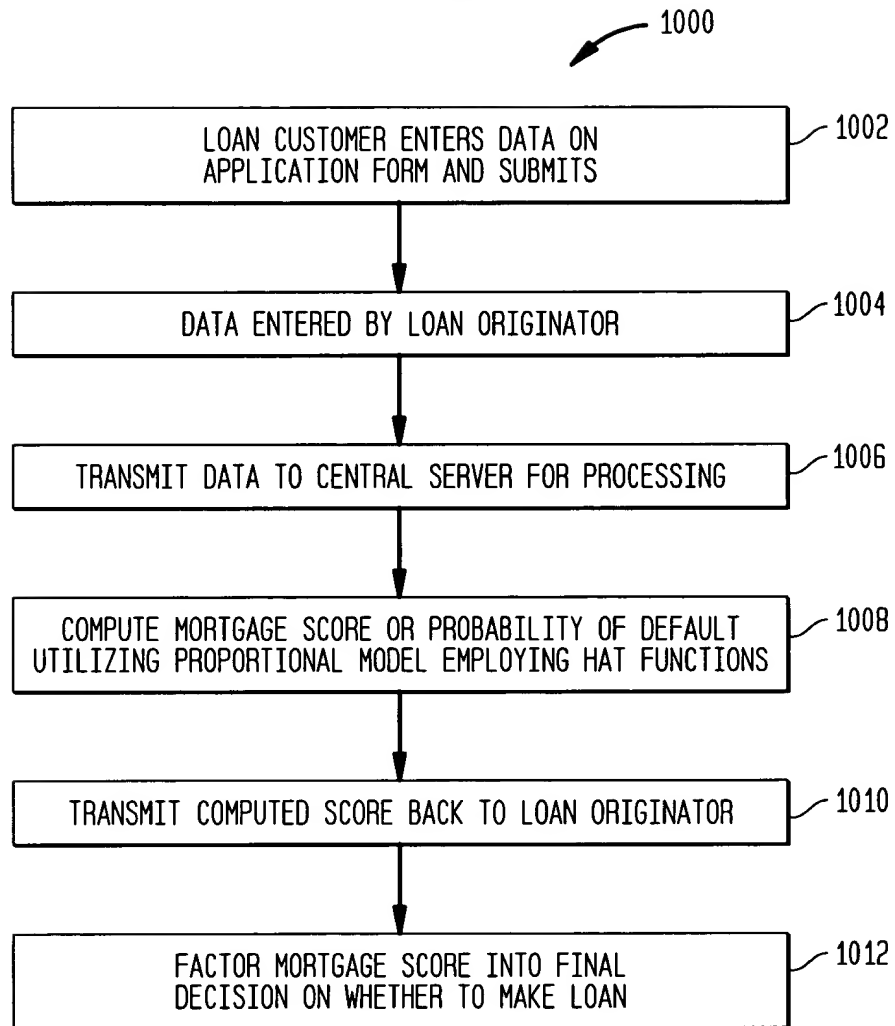 1000
LOAN CUSTOMER ENTERS DATA ON
APPLICATION FORM AND SUBMITS
1002
DATA ENTERED BY LOAN ORIGINATOR
1004
TRANSMIT DATA TO CENTRAL SERVER FOR PROCESSING
1006
COMPUTE MORTGAGE SCORE OR PROBABILITY OF DEFAULT
UTILIZING PROPORTIONAL MODEL EMPLOYING HAT FUNCTIONS
1008
TRANSMIT COMPUTED SCORE BACK TO LOAN ORIGINATOR
1010
FACTOR MORTGAGE SCORE INTO FINAL
DECISION ON WHETHER TO MAKE LOAN
1012